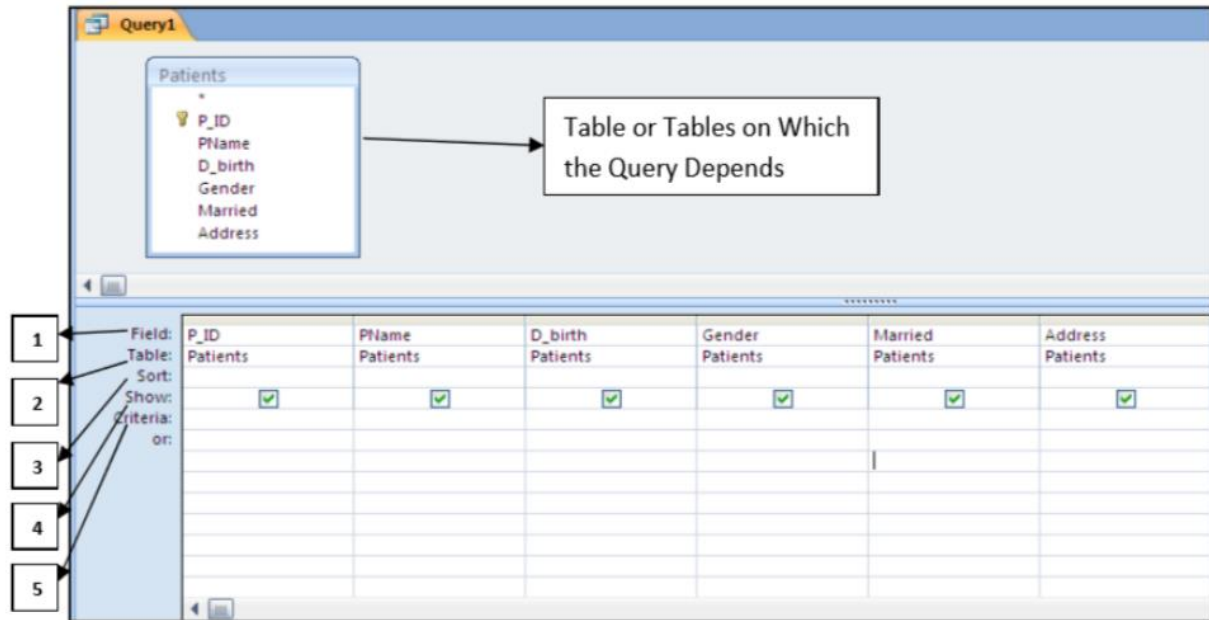 Query1
Patients
*
P_ID
PName
D_birth
Gender
Married
Address
Table or Tables on Which
the Query Depends
1
2
3
4
5
Field: P_ID PName D_birth Gender Married Address
Table: Patients Patients Patients Patients Patients Patients
Sort:
Show:
Criteria:
or: